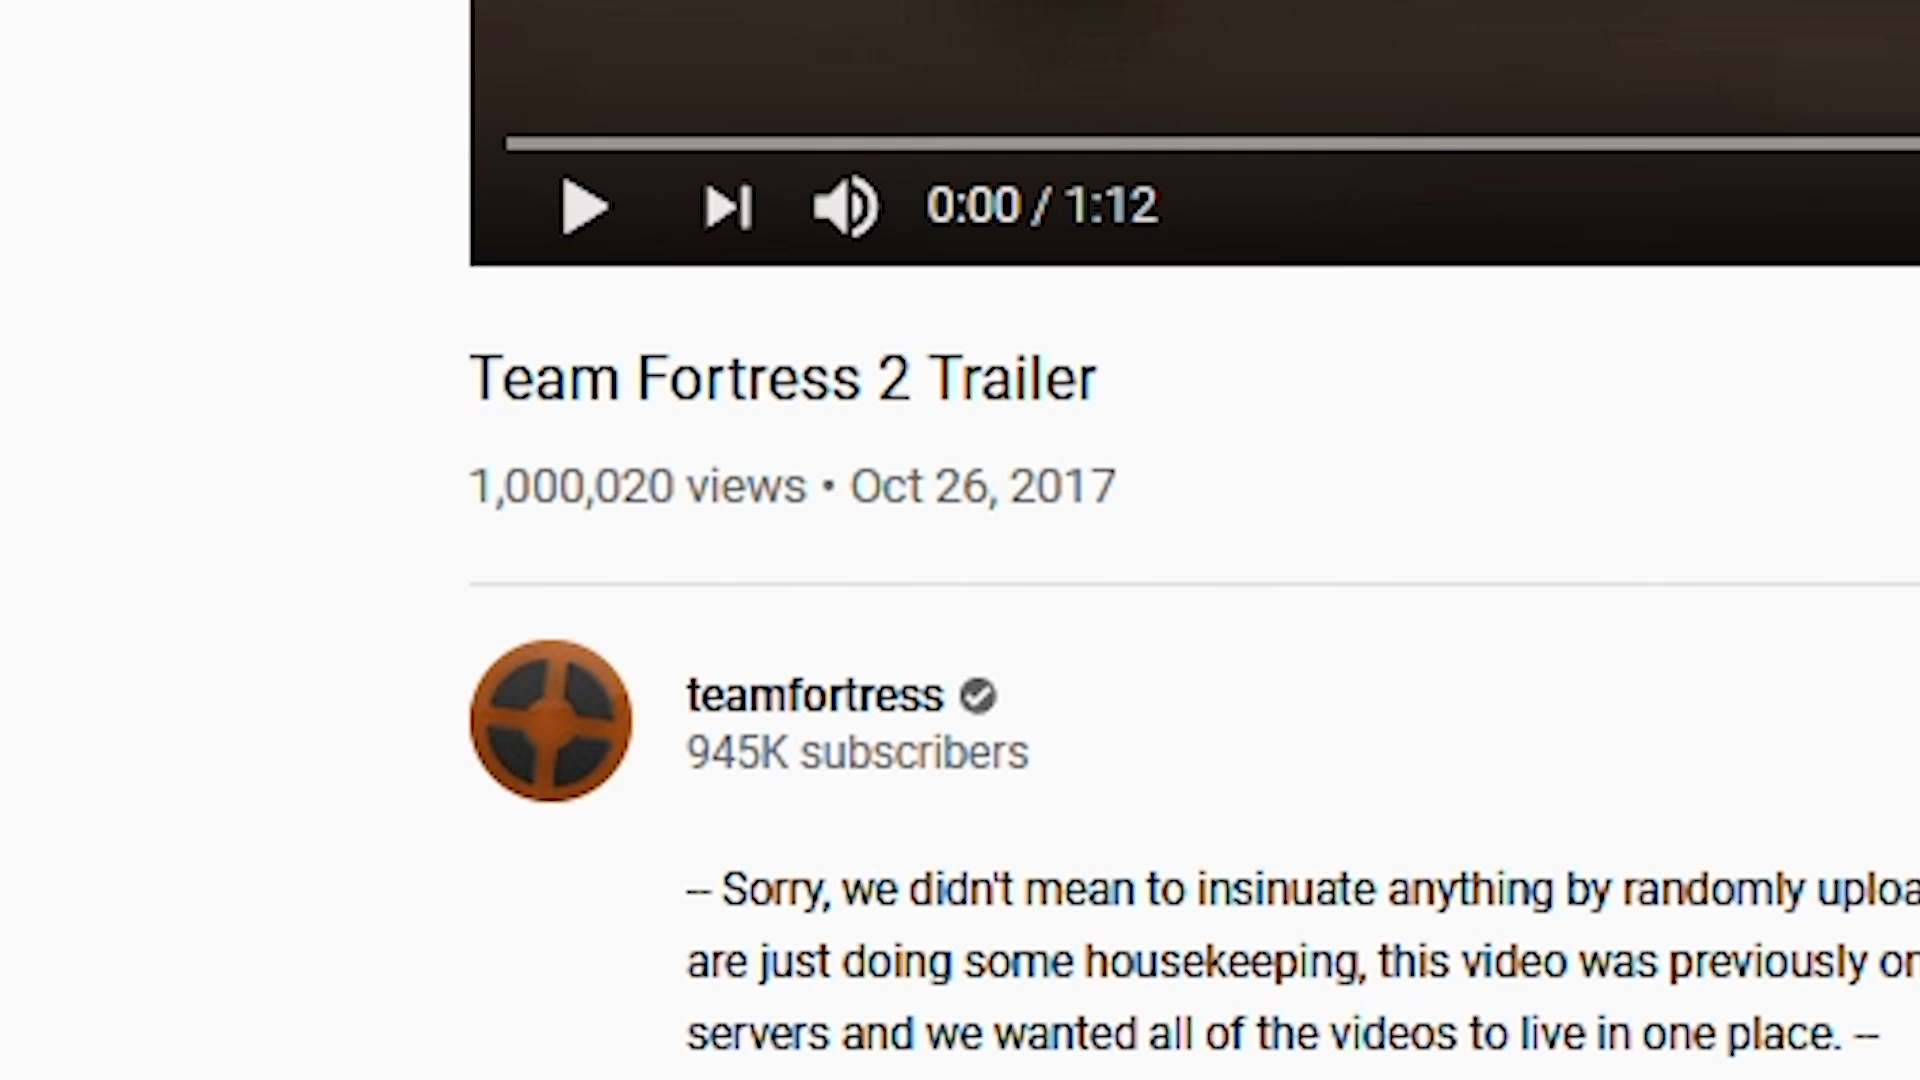 0:00 / 1:12
Team Fortress 2 Trailer
1,000,020 views • Oct 26, 2017
teamfortress
945K subscribers
-- Sorry, we didn't mean to insinuate anything by randomly
are just doing some housekeeping, this video was previously
servers and we wanted all of the videos to live in one place. --